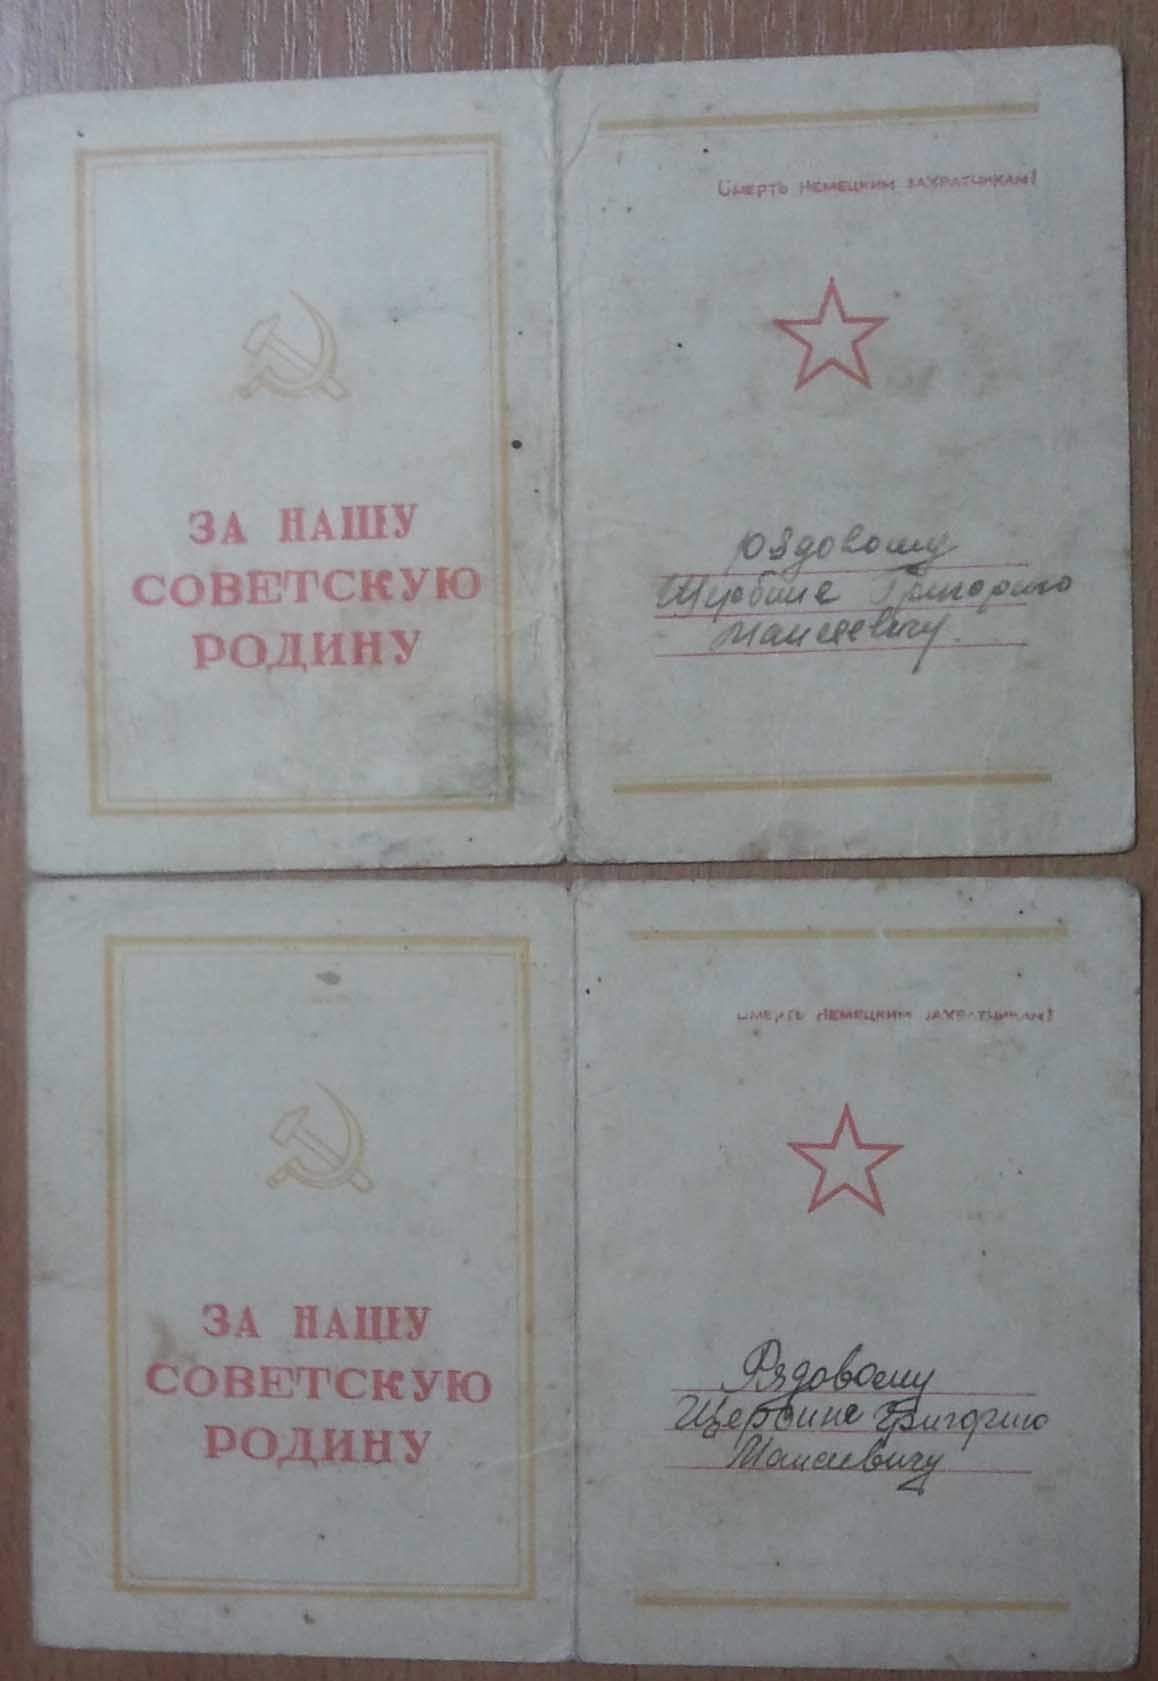 ЗА НАШУ
СОВЕТСКУЮ
РОДИНУ
Смерть немецким захватчикам!
рядовому
Щербине Григорию
Моисеевичу.
ЗА НАШУ
СОВЕТСКУЮ
РОДИНУ
Смерть немецким захватчикам!
Рядовому
Щербине Григорию
Моисеевичу